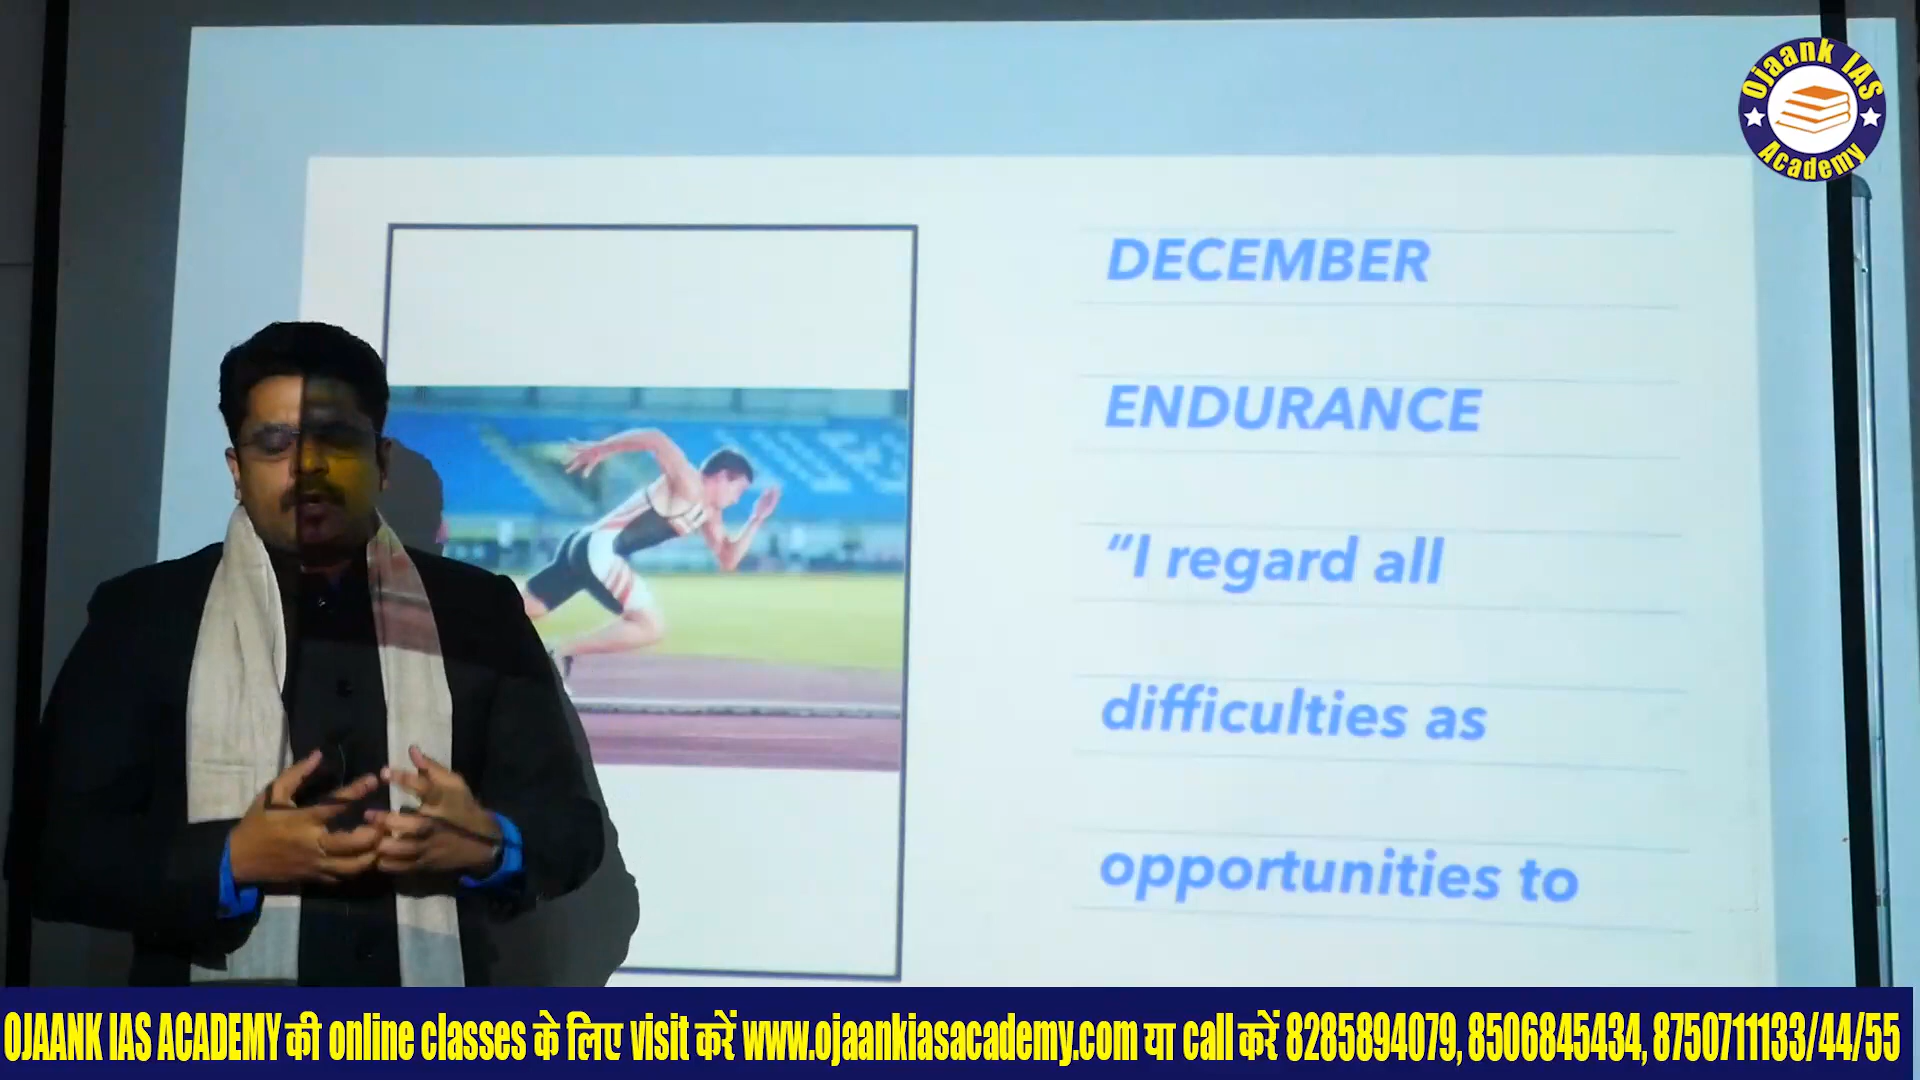 Ojaank IAS
Academy
DECEMBER
ENDURANCE
“I regard all
difficulties as
opportunities to
OJAANK IAS ACADEMY की online classes के लिए visit करें www.ojaankiasacademy.com या call करें 8285894079, 8506845434, 8750711133/44/55